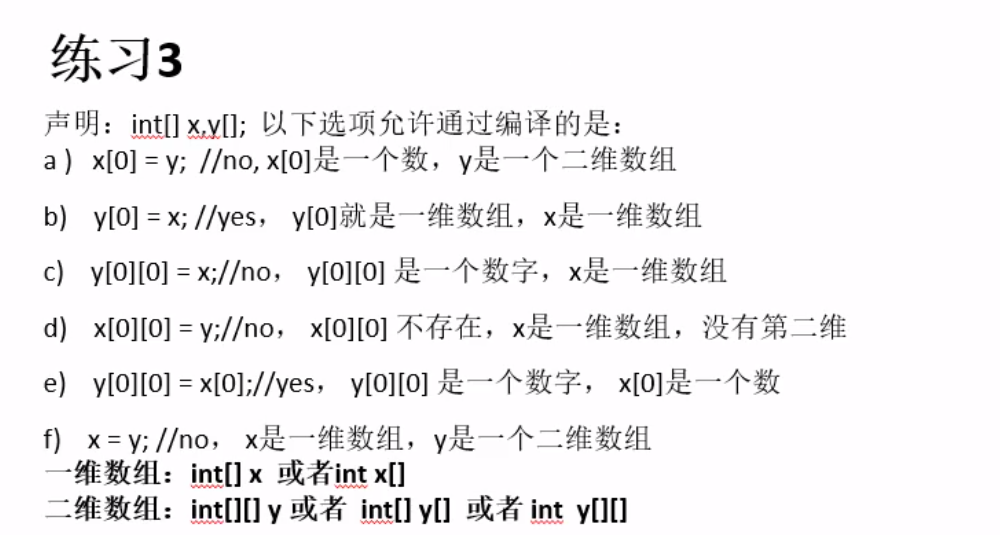 练习3
声明：int[] x,y[]; 以下选项允许通过编译的是：
a ) x[0] = y; //no, x[0]是一个数，y是一个二维数组
b) y[0] = x; //yes， y[0]就是一维数组，x是一维数组
c) y[0][0] = x;//no， y[0][0] 是一个数字，x是一维数组
d) x[0][0] = y;//no， x[0][0] 不存在，x是一维数组，没有第二维
e) y[0][0] = x[0];//yes， y[0][0] 是一个数字， x[0]是一个数
f) x = y; //no， x是一维数组，y是一个二维数组
一维数组：int[] x 或者int x[]
二维数组：int[][] y 或者 int[] y[] 或者 int y[][]